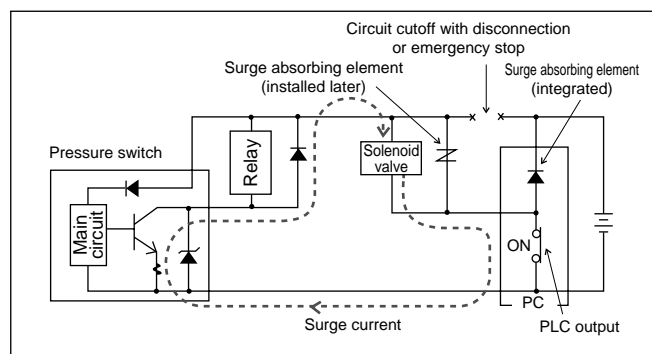 Circuit cutoff with disconnection
or emergency stop
Surge absorbing element
(installed later)
Surge absorbing element
(integrated)
Pressure switch
Relay
Solenoid
valve
Main
circuit
ON
PC
Surge current
PLC output